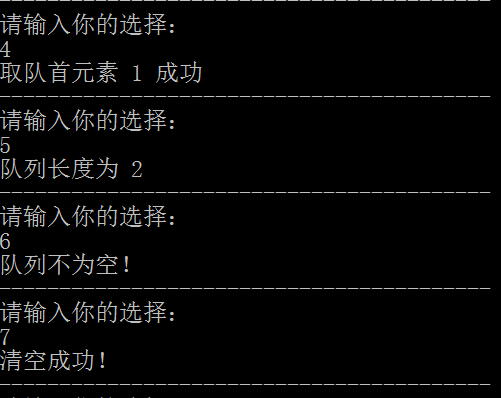 请输入你的选择：
4
取队首元素 1 成功
请输入你的选择：
5
队列长度为 2
请输入你的选择：
6
队列不为空！
请输入你的选择：
7
清空成功！